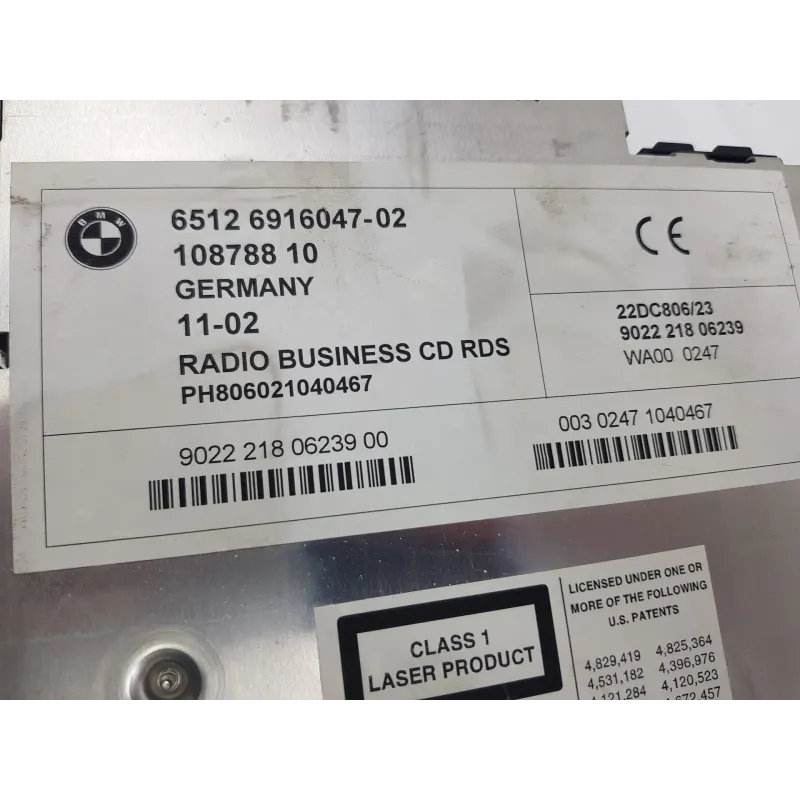 BMW
6512 6916047-02
108788 10
GERMANY
11-02
RADIO BUSINESS CD RDS
PH806021040467
CE
22DC806/23
9022 218 06239
WA00 0247
9022 218 06239 00
003 0247 1040467
CLASS 1
LASER PRODUCT
LICENSED UNDER ONE OR
MORE OF THE FOLLOWING
U.S. PATENTS
4,829,419 4,825,364
4,531,182 4,396,976
4,121,284 4,120,523